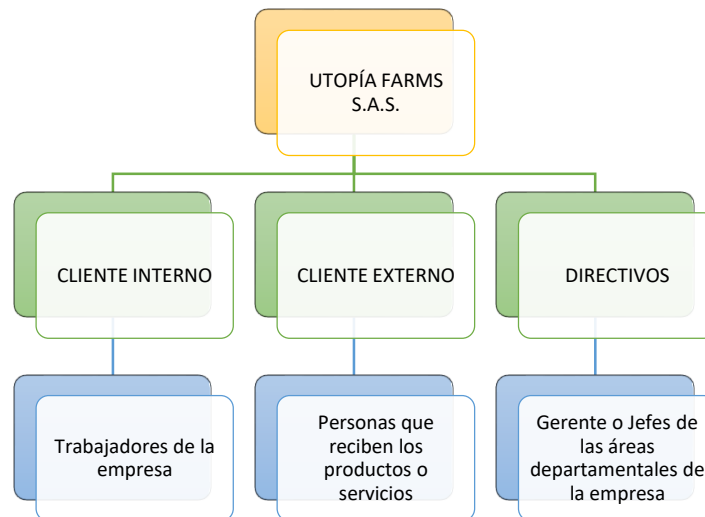 UTOPÍA FARMS
S.A.S.
CLIENTE INTERNO
CLIENTE EXTERNO
DIRECTIVOS
Trabajadores de la
empresa
Personas que
reciben los
productos o
servicios
Gerente o Jefes de
las áreas
departamentales de
la empresa